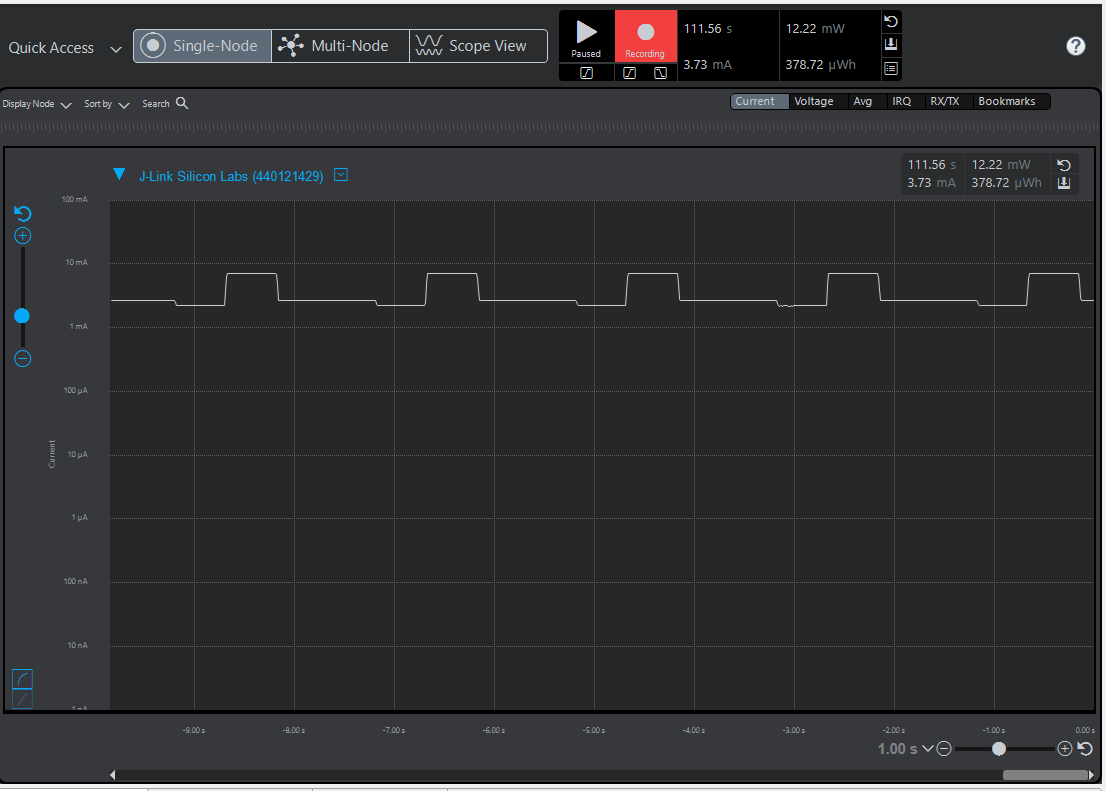 Quick Access
Single-Node
Multi-Node
Scope View
Paused
Recording
111.56 s
12.22 mW
3.73 mA
378.72 µWh
?
Display Node
Sort by
Search
Current
Voltage
Avg
IRQ
RX/TX
Bookmarks
J-Link Silicon Labs (440121429)
111.56 s
12.22 mW
3.73 mA
378.72 µWh
100 mA
10 mA
1 mA
100 µA
10 µA
1 µA
100 nA
10 nA
1 nA
Current
-9.00 s
-8.00 s
-7.00 s
-6.00 s
-5.00 s
-4.00 s
-3.00 s
-2.00 s
-1.00 s
0.00 s
1.00 s